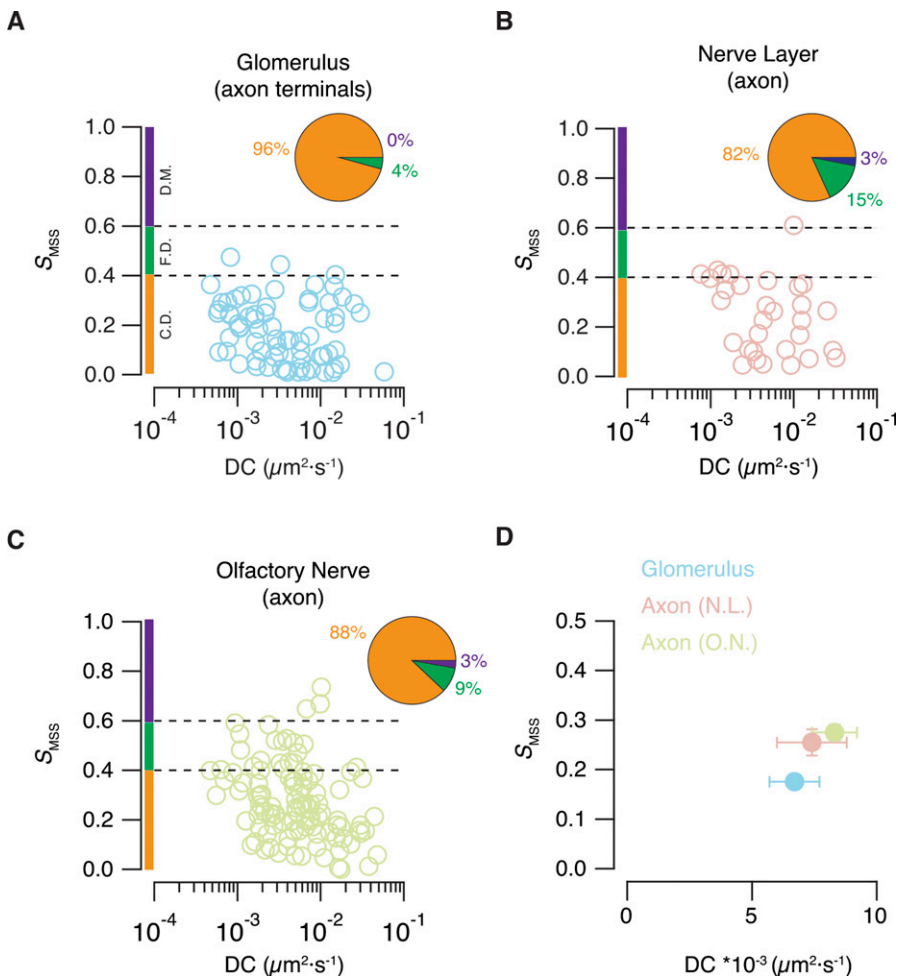 A
Glomerulus
(axon terminals)
96%
0%
4%
1.0
0.8
0.6
0.4
0.2
0.0
SMSS
D.M.
F.D.
C.D.
10-4
10-3
10-2
10-1
DC (µm2·s-1)
B
Nerve Layer
(axon)
82%
3%
15%
1.0
0.8
0.6
0.4
0.2
0.0
SMSS
10-4
10-3
10-2
10-1
DC (µm2·s-1)
C
Olfactory Nerve
(axon)
88%
3%
9%
1.0
0.8
0.6
0.4
0.2
0.0
SMSS
10-4
10-3
10-2
10-1
DC (µm2·s-1)
D
Glomerulus
Axon (N.L.)
Axon (O.N.)
0.5
0.4
0.3
0.2
0.1
0.0
SMSS
0
5
10
DC *10-3 (µm2·s-1)